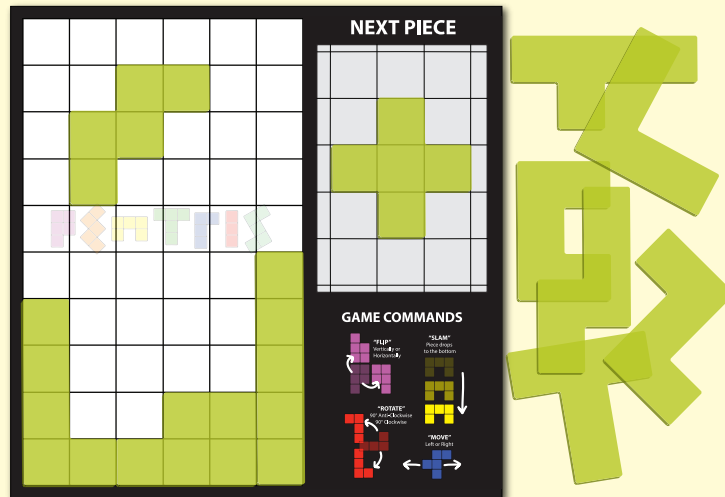 NEXT PIECE
PENTRIS
GAME COMMANDS
"FLIP"
Vertically or
Horizontally
"SLAM"
Piece drops
to the bottom
"ROTATE"
90° Anti-Clockwise
90° Clockwise
"MOVE"
Left or Right